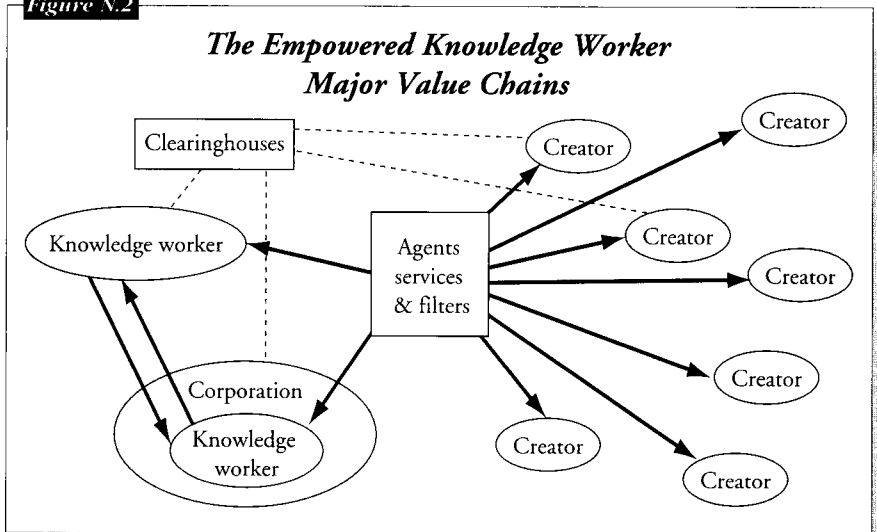 Figure N.2
The Empowered Knowledge Worker
Major Value Chains
Clearinghouses
Creator
Creator
Knowledge worker
Agents
services
& filters
Creator
Creator
Corporation
Knowledge
worker
Creator
Creator
Creator